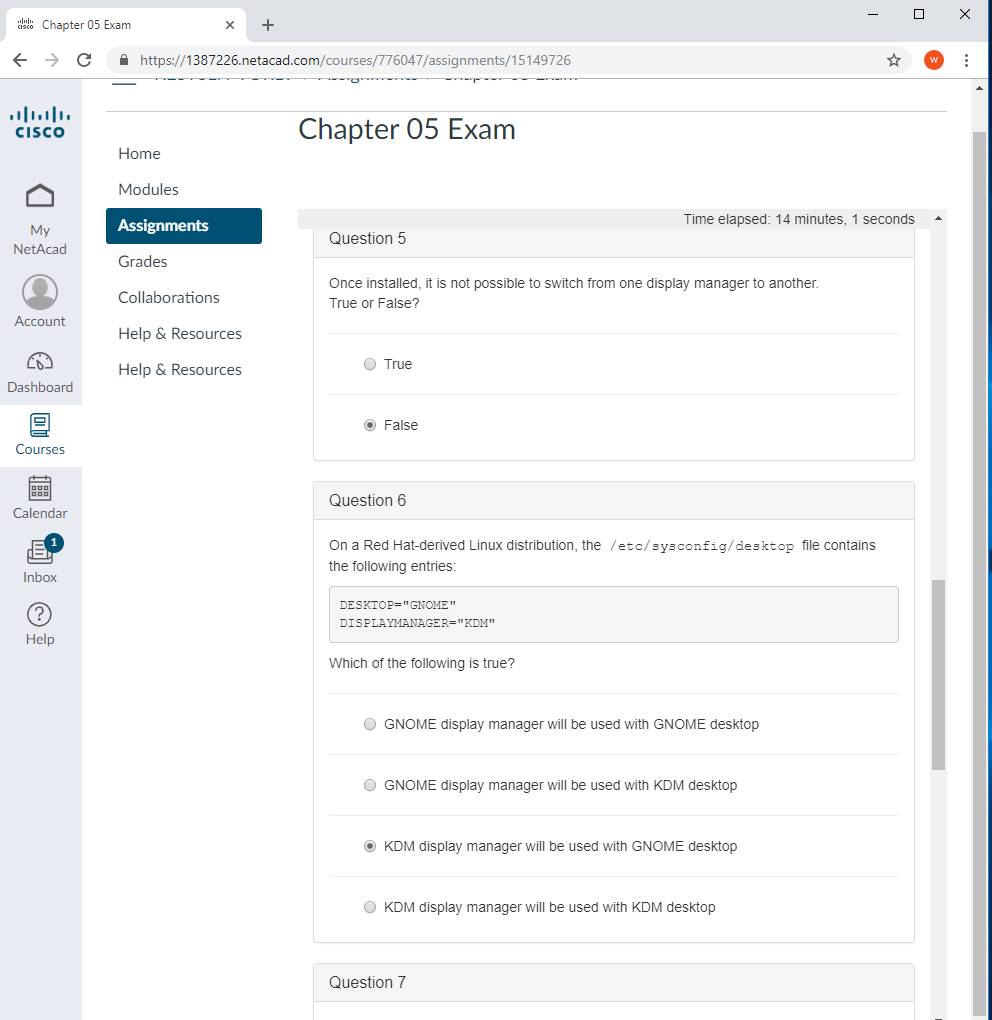 Chapter 05 Exam
https://1387226.netacad.com/courses/776047/assignments/15149726
W
CISCO
My
NetAcad
Account
Dashboard
Courses
Calendar
1
Inbox
Help
Home
Modules
Assignments
Grades
Collaborations
Help & Resources
Help & Resources
Chapter 05 Exam
Time elapsed: 14 minutes, 1 seconds
Question 5
Once installed, it is not possible to switch from one display manager to another.
True or False?
True
False
Question 6
On a Red Hat-derived Linux distribution, the /etc/sysconfig/desktop file contains
the following entries:
DESKTOP="GNOME"
DISPLAYMANAGER="KDM"
Which of the following is true?
GNOME display manager will be used with GNOME desktop
GNOME display manager will be used with KDM desktop
KDM display manager will be used with GNOME desktop
KDM display manager will be used with KDM desktop
Question 7